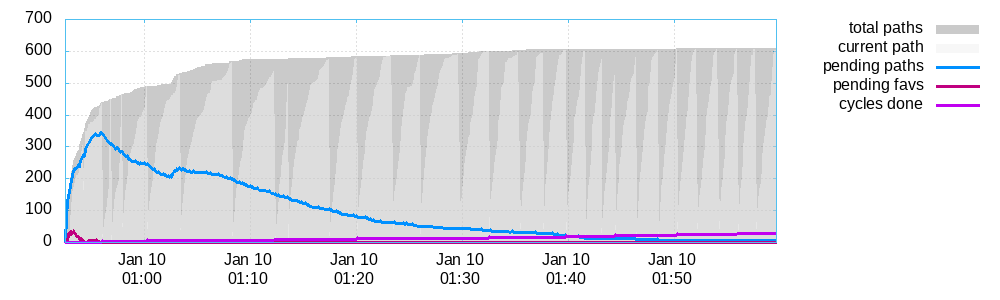 700
600
500
400
300
200
100
0
Jan 10
01:00
Jan 10
01:10
Jan 10
01:20
Jan 10
01:30
Jan 10
01:40
Jan 10
01:50
total paths
current path
pending paths
pending favs
cycles done